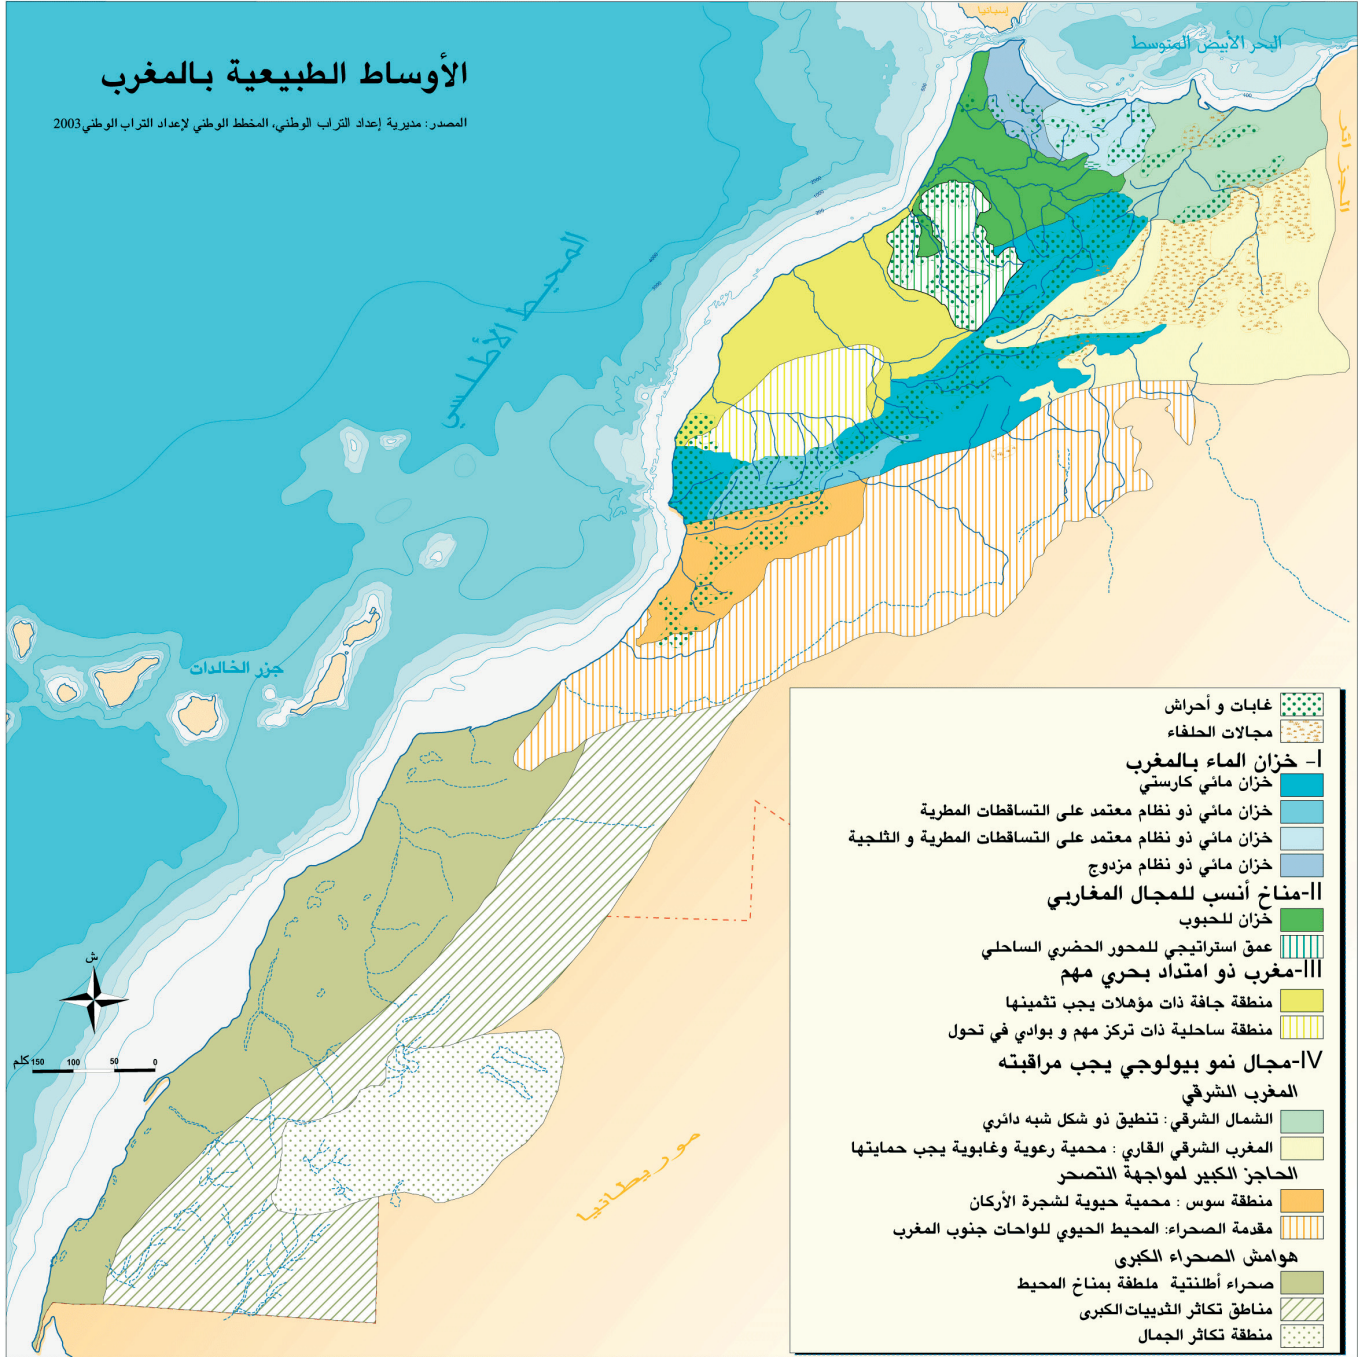 إسبانيا
البحر الأبيض المتوسط
الأوساط الطبيعية بالمغرب
المصدر: مديرية إعداد التراب الوطني، المخطط الوطني لإعداد التراب الوطني 2003
الجزائر
المحيط الأطلسي
جزر الخالدات
موريطانيا
ش
كلم 150 100 50 0
غابات و أحراش
مجالات الحلفاء
I- خزان الماء بالمغرب
خزان مائي كارستي
خزان مائي ذو نظام معتمد على التساقطات المطرية
خزان مائي ذو نظام معتمد على التساقطات المطرية و الثلجية
خزان مائي ذو نظام مزدوج
II-مناخ أنسب للمجال المغاربي
خزان للحبوب
عمق استراتيجي للمحور الحضري الساحلي
III-مغرب ذو امتداد بحري مهم
منطقة جافة ذات مؤهلات يجب تثمينها
منطقة ساحلية ذات تركز مهم و بوادي في تحول
IV-مجال نمو بيولوجي يجب مراقبته
المغرب الشرقي
الشمال الشرقي: تنطيق ذو شكل شبه دائري
المغرب الشرقي القاري : محمية رعوية وغابوية يجب حمايتها
الحاجز الكبير لمواجهة التصحر
منطقة سوس : محمية حيوية لشجرة الأركان
مقدمة الصحراء: المحيط الحيوي للواحات جنوب المغرب
هوامش الصحراء الكبرى
صحراء أطلنتية ملطفة بمناخ المحيط
مناطق تكاثر الثدييات الكبرى
منطقة تكاثر الجمال